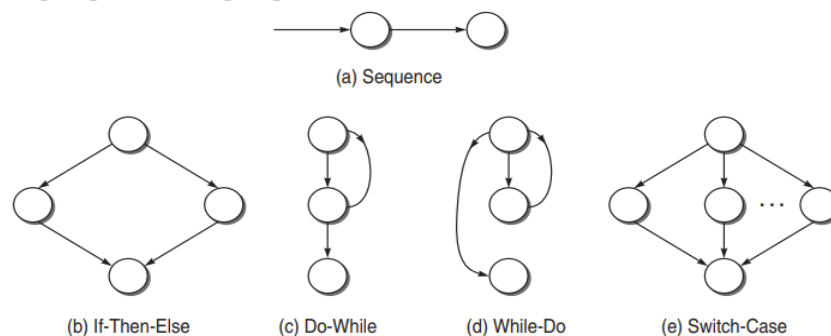 (a) Sequence
(b) If-Then-Else
(c) Do-While
(d) While-Do
(e) Switch-Case